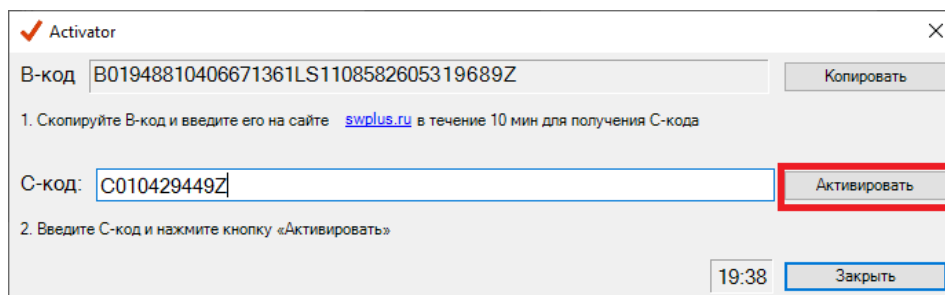 Activator
В-код B01948810406671361LS1108582605319689Z Копировать
1. Скопируйте В-код и введите его на сайте swplus.ru в течение 10 мин для получения С-кода
С-код: C010429449Z Активировать
2. Введите С-код и нажмите кнопку «Активировать»
19:38 Закрыть